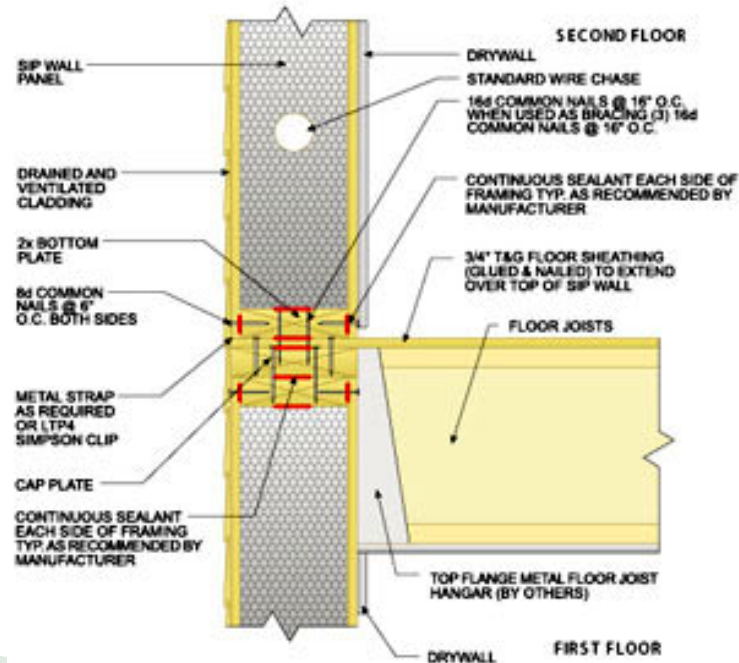 SECOND FLOOR
DRYWALL
STANDARD WIRE CHASE
16d COMMON NAILS @ 16" O.C.
WHEN USED AS BRACING (3) 16d
COMMON NAILS @ 16" O.C.
CONTINUOUS SEALANT EACH SIDE OF
FRAMING TYP. AS RECOMMENDED BY
MANUFACTURER
3/4" T&G FLOOR SHEATHING
(GLUED & NAILED) TO EXTEND
OVER TOP OF SIP WALL
FLOOR JOISTS
SIP WALL
PANEL
DRAINED AND
VENTILATED
CLADDING
2x BOTTOM
PLATE
8d COMMON
NAILS @ 6"
O.C. BOTH SIDES
METAL STRAP
AS REQUIRED
OR LTP4
SIMPSON CLIP
CAP PLATE
CONTINUOUS SEALANT
EACH SIDE OF FRAMING
TYP. AS RECOMMENDED BY
MANUFACTURER
TOP FLANGE METAL FLOOR JOIST
HANGAR (BY OTHERS)
DRYWALL
FIRST FLOOR